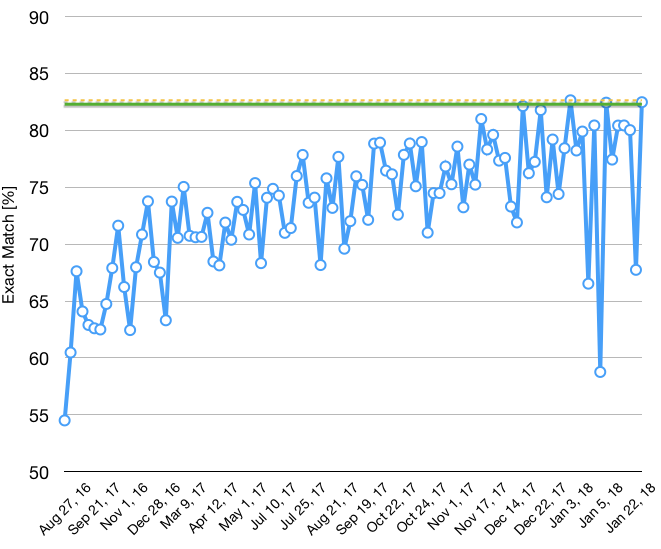 90
85
80
75
70
65
60
55
50
Exact Match [%]
Aug 27, 16
Sep 21, 17
Nov 1, 16
Dec 28, 16
Mar 9, 17
Apr 12, 17
May 1, 17
Jul 10, 17
Jul 25, 17
Aug 21, 17
Sep 19, 17
Oct 22, 17
Oct 24, 17
Nov 1, 17
Nov 17, 17
Dec 14, 17
Dec 22, 17
Jan 3, 18
Jan 5, 18
Jan 22, 18